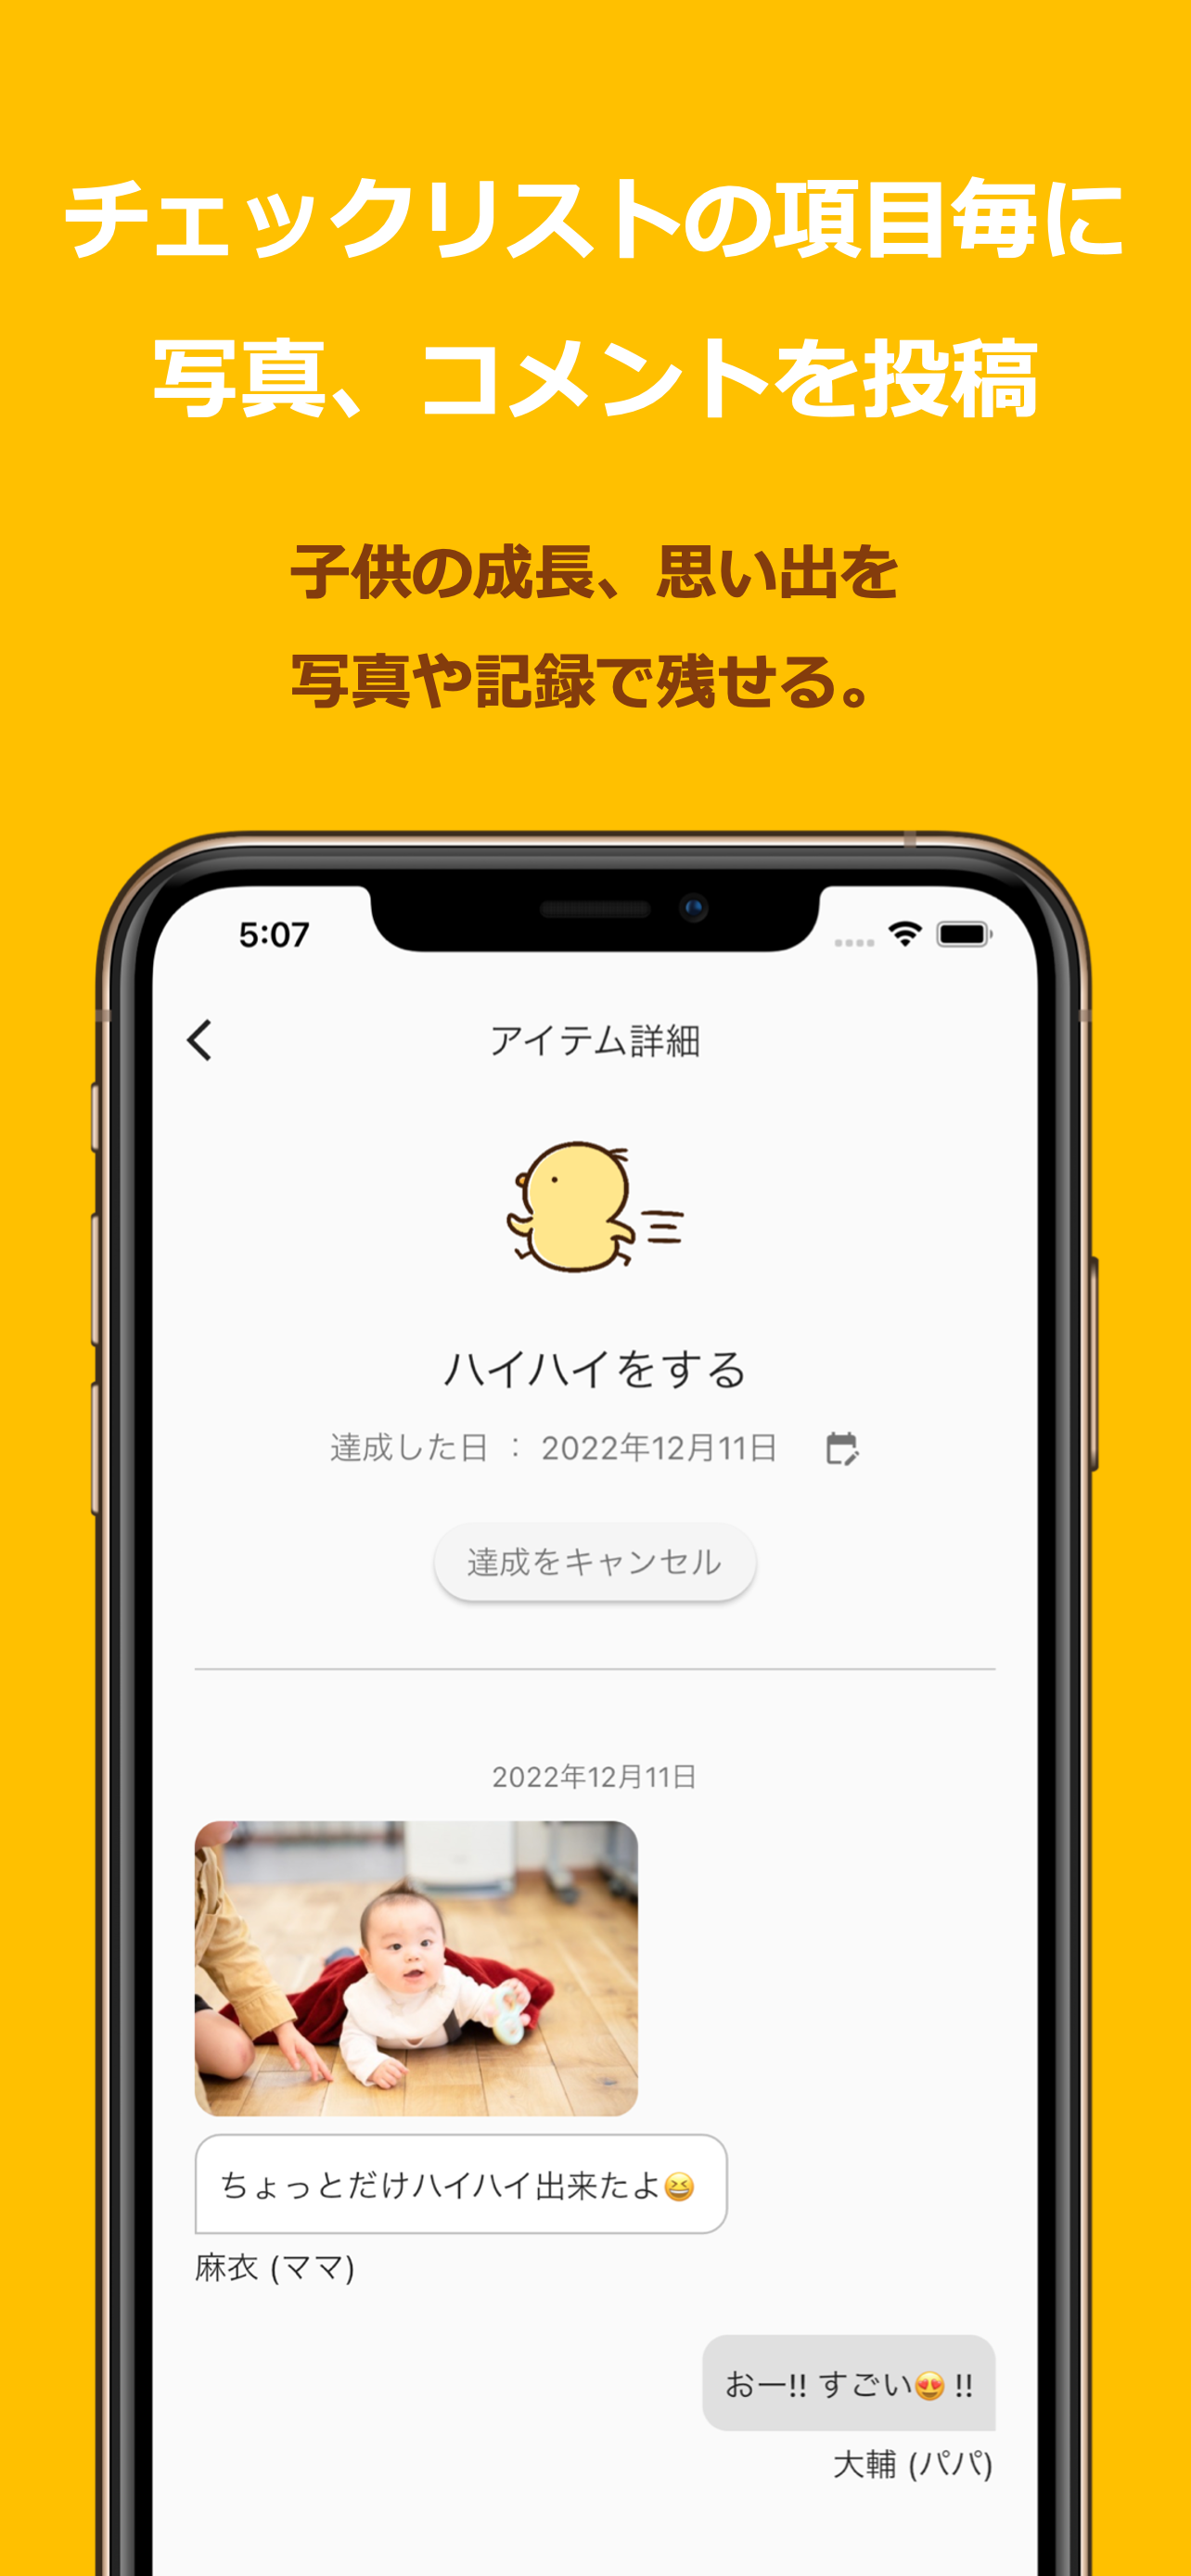 チェックリストの項目毎に
写真、コメントを投稿
子供の成長、思い出を
写真や記録で残せる。
5:07
アイテム詳細
ハイハイをする
達成した日 : 2022年12月11日
達成をキャンセル
2022年12月11日
ちょっとだけハイハイ出来たよ😆
麻衣 (ママ)
おー!! すごい😍 !!
大輔 (パパ)